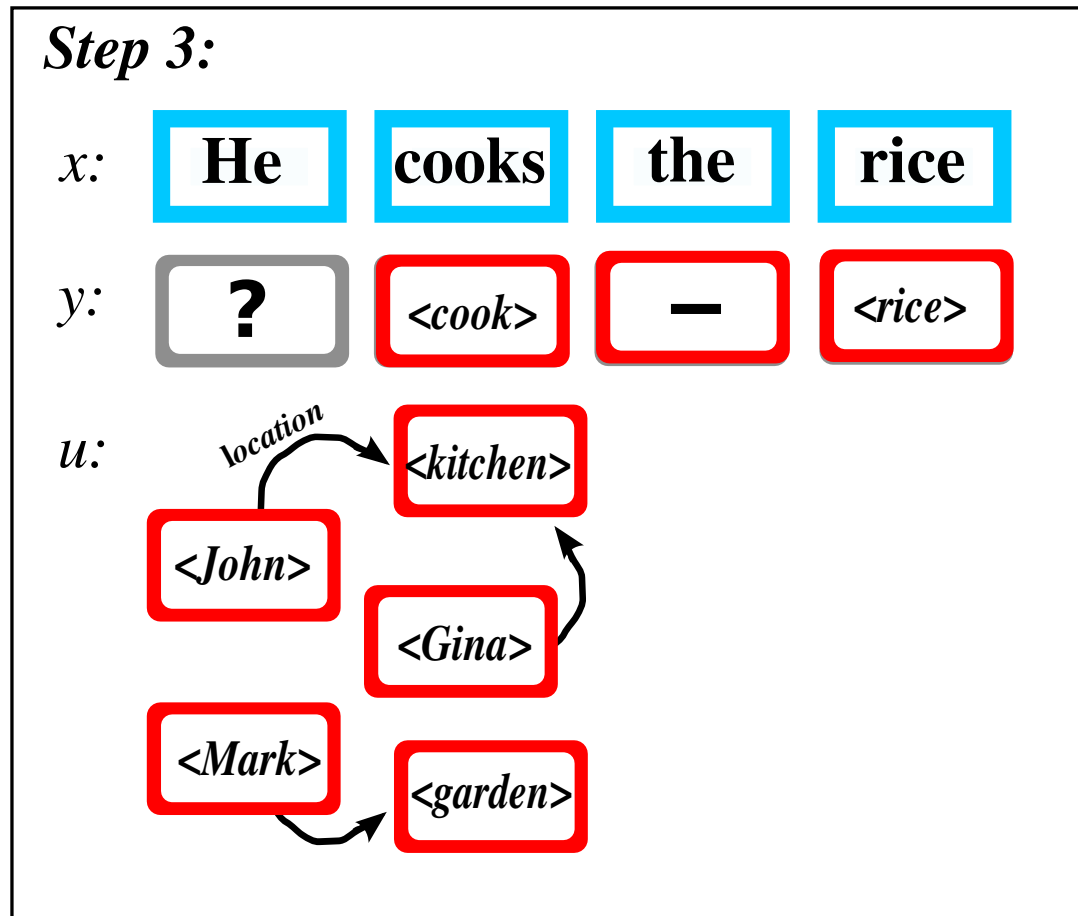 Step 3:
x: He cooks the rice
y: ? <cook> – <rice>
u: location <kitchen>
<John>
<Gina>
<Mark>
<garden>